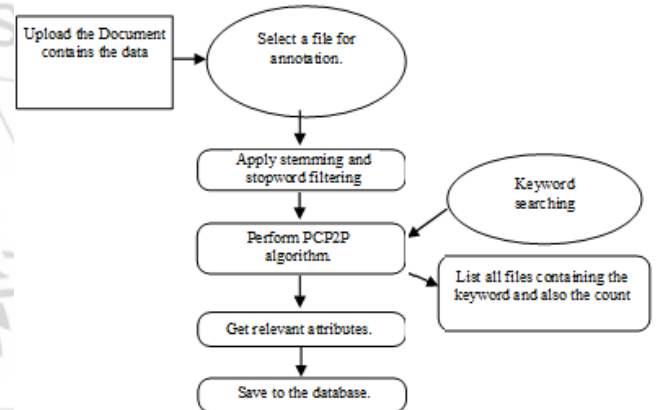 Upload the Document
contains the data
Select a file for
annotation.
Apply stemming and
stopword filtering
Keyword
searching
Perform PCP2P
algorithm.
List all files containing the
keyword and also the count
Get relevant attributes.
Save to the database.